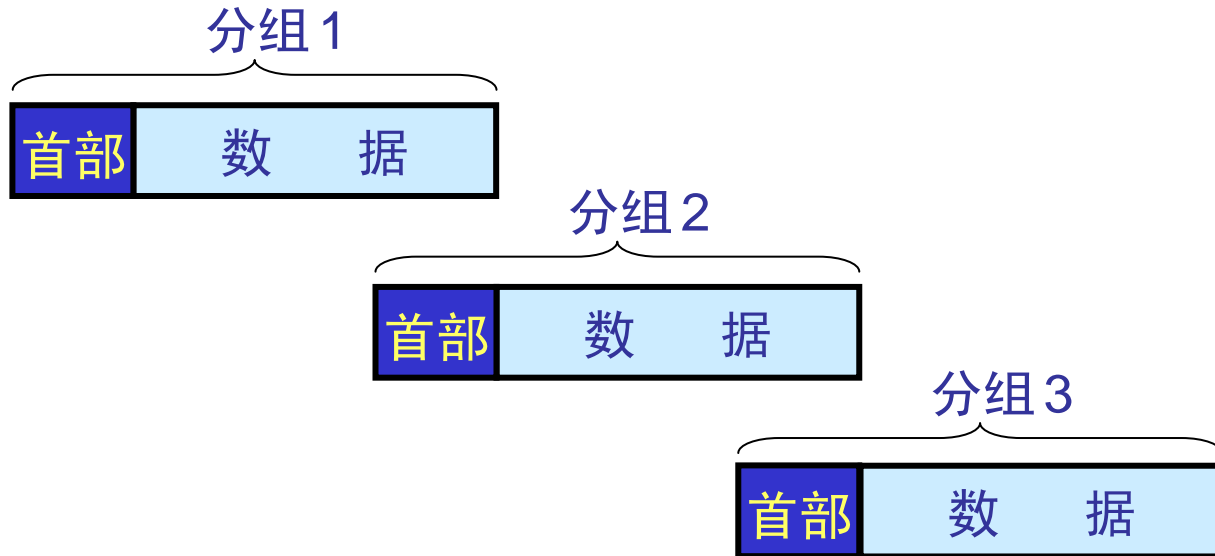 分组1
首部 数 据
分组2
首部 数 据
分组3
首部 数 据